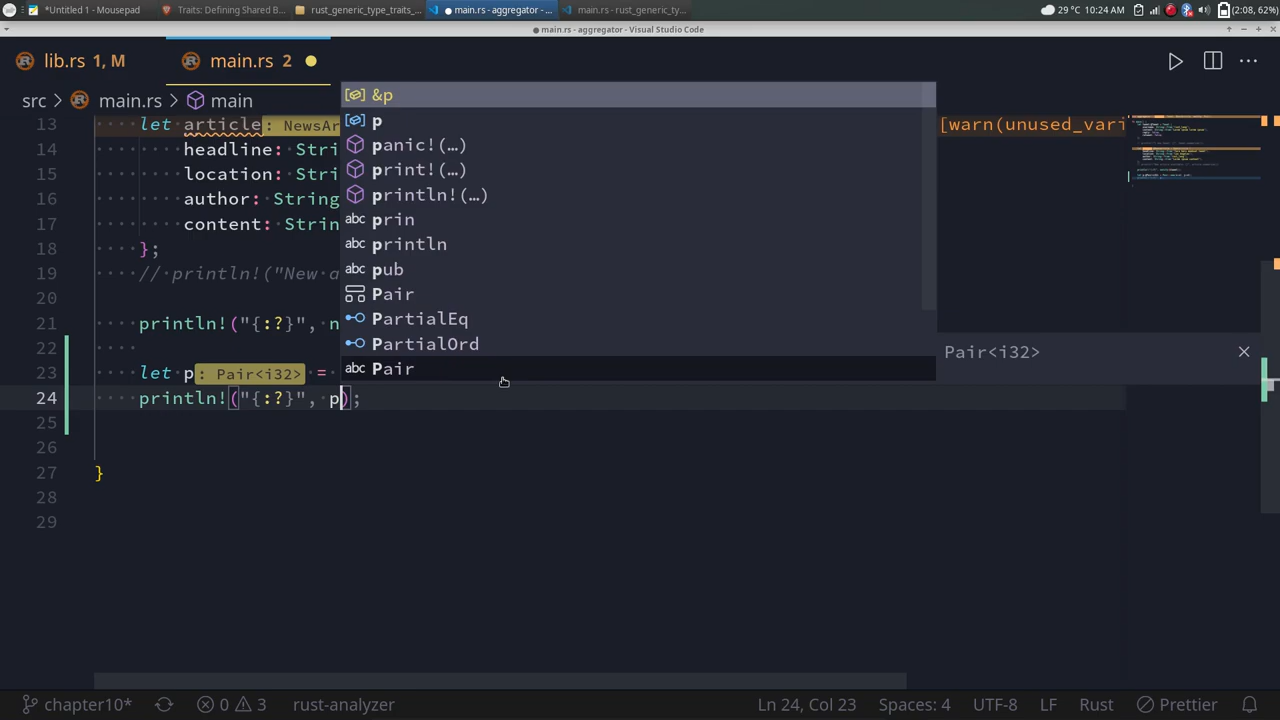 *Untitled 1 - Mousepad
Traits: Defining Shared B...
rust_generic_type_traits_...
● main.rs - aggregator - ...
main.rs - rust_generic_ty...
29 °C 10:24 AM (2:08, 62%)
● main.rs - aggregator - Visual Studio Code
lib.rs 1, M
main.rs 2 ●
src > main.rs > main
13 let article: NewsAr [warn(unused_vari
14 ···· headline: Stri
15 ···· location: Stri
16 ···· author: String
17 ···· content: Strin
18 ···· };
19 ···· // println!("New a
20
21 ···· println!("{:?}", n
22 ····
23 ···· let p: Pair<i32> =
24 ···· println!("{:?}", p);
25
26
27 }
28
29
&p
p
panic!(…)
print!(…)
println!(…)
prin
println
pub
Pair
PartialEq
PartialOrd
Pair
Pair<i32>
chapter10* 0 3 rust-analyzer Ln 24, Col 23 Spaces: 4 UTF-8 LF Rust Prettier